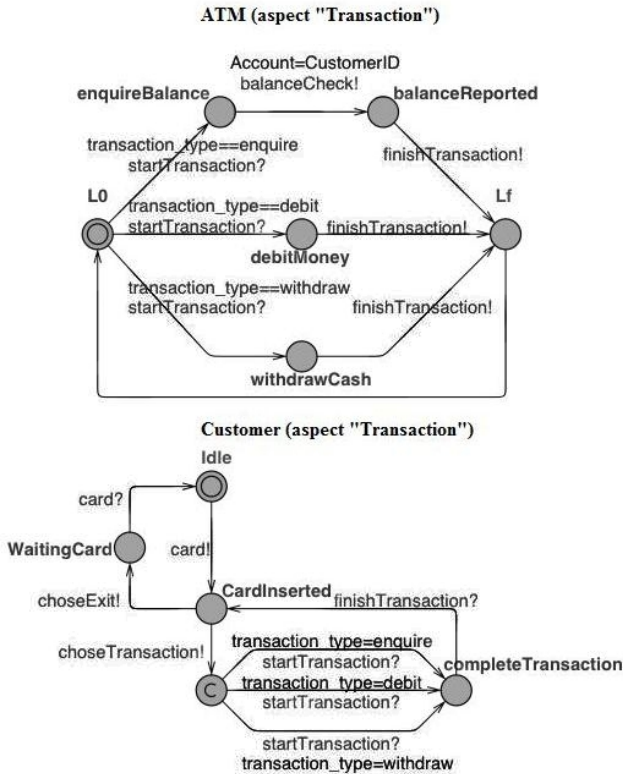 ATM (aspect "Transaction")
Account=CustomerID
balanceCheck!
enquireBalance
balanceReported
transaction_type==enquire
startTransaction?
finishTransaction!
L0
Lf
transaction_type==debit
startTransaction?
finishTransaction!
debitMoney
transaction_type==withdraw
startTransaction?
finishTransaction!
withdrawCash
Customer (aspect "Transaction")
Idle
card?
WaitingCard
card!
CardInserted
choseExit!
finishTransaction?
choseTransaction!
transaction_type=enquire
startTransaction?
completeTransaction
C
transaction_type=debit
startTransaction?
startTransaction?
transaction_type=withdraw